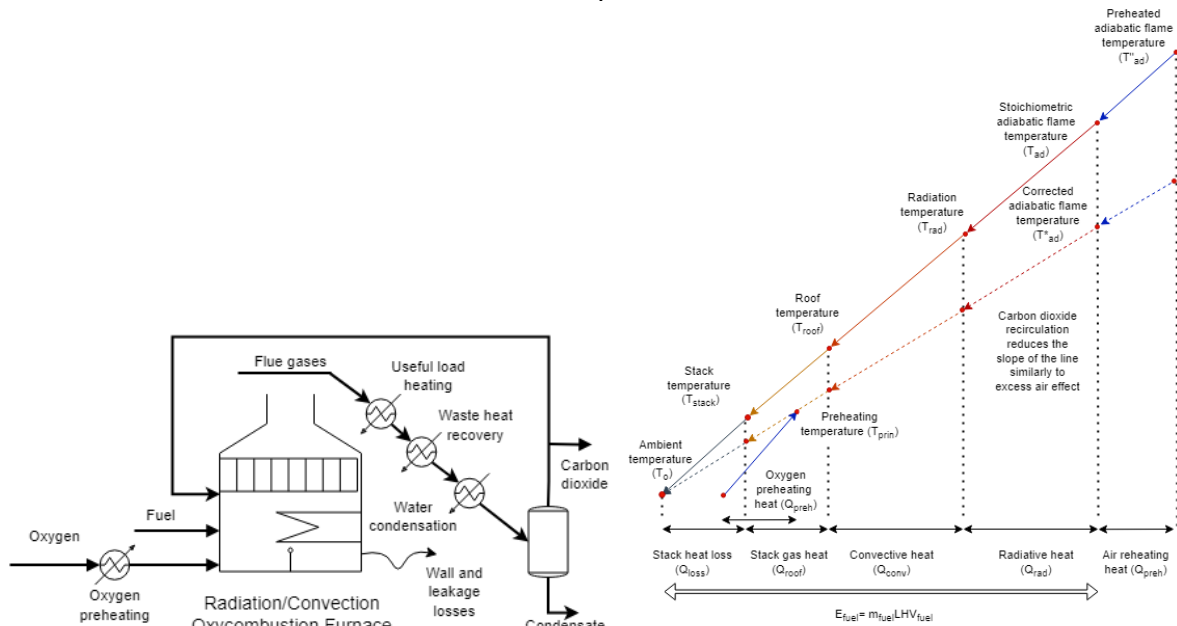 Flue gases
Useful load
heating
Waste heat
recovery
Carbon
dioxide
Fuel
Water
condensation
Oxygen
Oxygen
preheating
Wall and
leakage
losses
Radiation/Convection
Oxycombustion Furnace
Condensate
Preheated
adiabatic flame
temperature
(T"ad)
Stoichiometric
adiabatic flame
temperature
(Tad)
Radiation
temperature
(Trad)
Corrected
adiabatic flame
temperature
(T*ad)
Roof
temperature
(Troof)
Carbon dioxide
recirculation
reduces the
slope of the line
similarly to
excess air effect
Stack
temperature
(Tstack)
Preheating
temperature (Tprin)
Ambient
temperature
(To)
Oxygen
preheating
heat (Qpreh)
Stack heat loss
(Qloss)
Stack gas heat
(Qroof)
Convective heat
(Qconv)
Radiative heat
(Qrad)
Air reheating
heat (Qpreh)
Efuel= mfuelLHVfuel